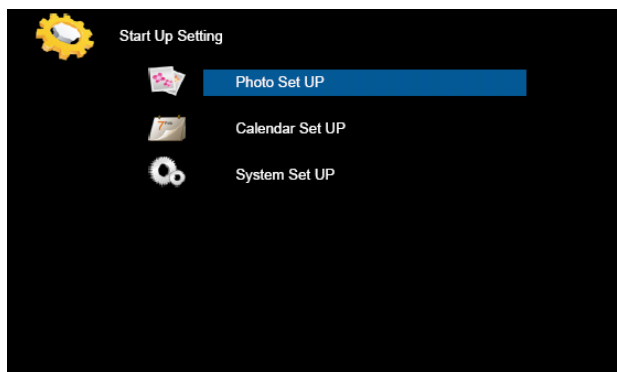 Start Up Setting
Photo Set UP
Calendar Set UP
System Set UP